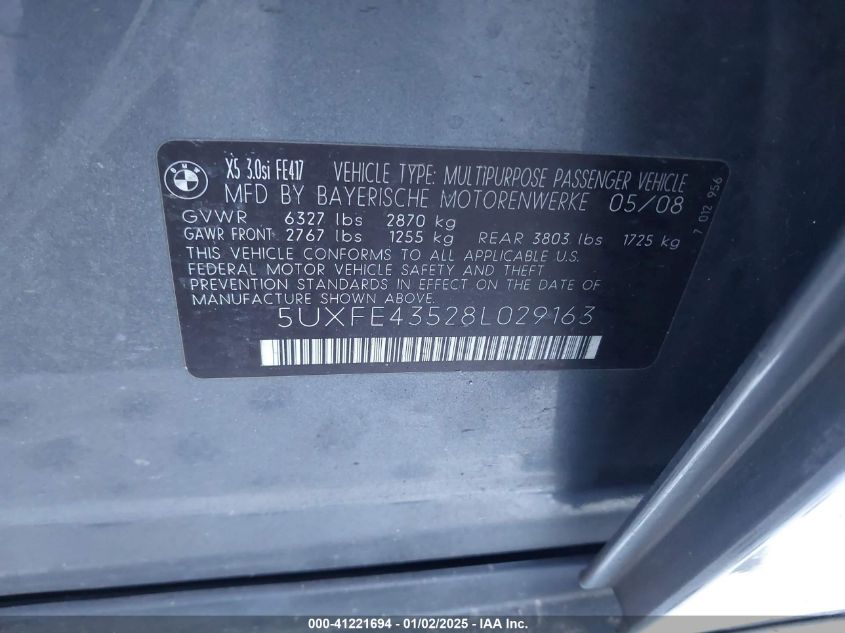 BMW
X5 3.0si FE417 VEHICLE TYPE: MULTIPURPOSE PASSENGER VEHICLE
MFD BY BAYERISCHE MOTORENWERKE 05/08
GVWR 6327 lbs 2870 kg
GAWR FRONT 2767 lbs 1255 kg REAR 3803 lbs 1725 kg
THIS VEHICLE CONFORMS TO ALL APPLICABLE U.S.
FEDERAL MOTOR VEHICLE SAFETY AND THEFT
PREVENTION STANDARDS IN EFFECT ON THE DATE OF
MANUFACTURE SHOWN ABOVE.
5UXFE43528L029163
7 012 956
000-41221694 - 01/02/2025 - IAAI Inc.